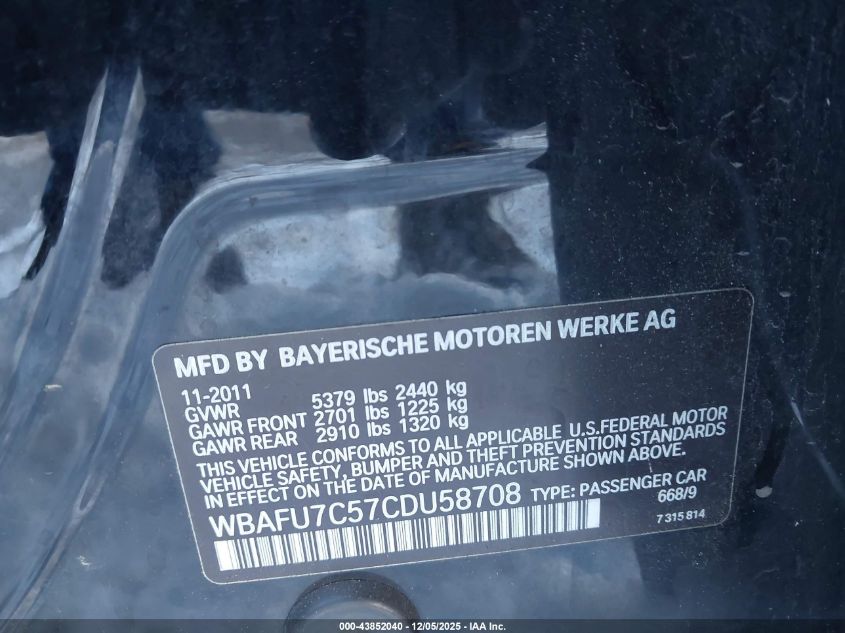 MFD BY BAYERISCHE MOTOREN WERKE AG
11-2011
GVWR 5379 lbs 2440 kg
GAWR FRONT 2701 lbs 1225 kg
GAWR REAR 2910 lbs 1320 kg
THIS VEHICLE CONFORMS TO ALL APPLICABLE U.S.FEDERAL MOTOR
VEHICLE SAFETY, BUMPER AND THEFT PREVENTION STANDARDS
IN EFFECT ON THE DATE OF MANUFACTURE SHOWN ABOVE.
WBAFU7C57CDU58708 TYPE: PASSENGER CAR
668/9
7 315 814
000-43852040 - 12/05/2025 - IAA Inc.